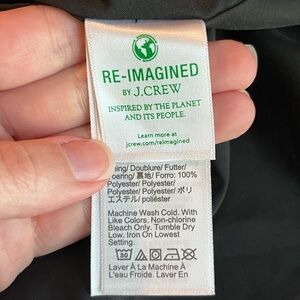 RE-IMAGINED
BY J.CREW
INSPIRED BY THE PLANET
AND ITS PEOPLE.
Learn more at
jcrew.com/reimagined
ning/ Doublure/ Futter/
oering/ 裏地/ Forro: 100%
Polyester/ Polyester/
Polyester/ Polyester/ ポリ
エステル/ poliéster
Machine Wash Cold. With
Like Colors. Non-chlorine
Bleach Only. Tumble Dry
Low. Iron On Lowest
Setting.
30
Laver À La Machine À
L'eau Froide. Laver En